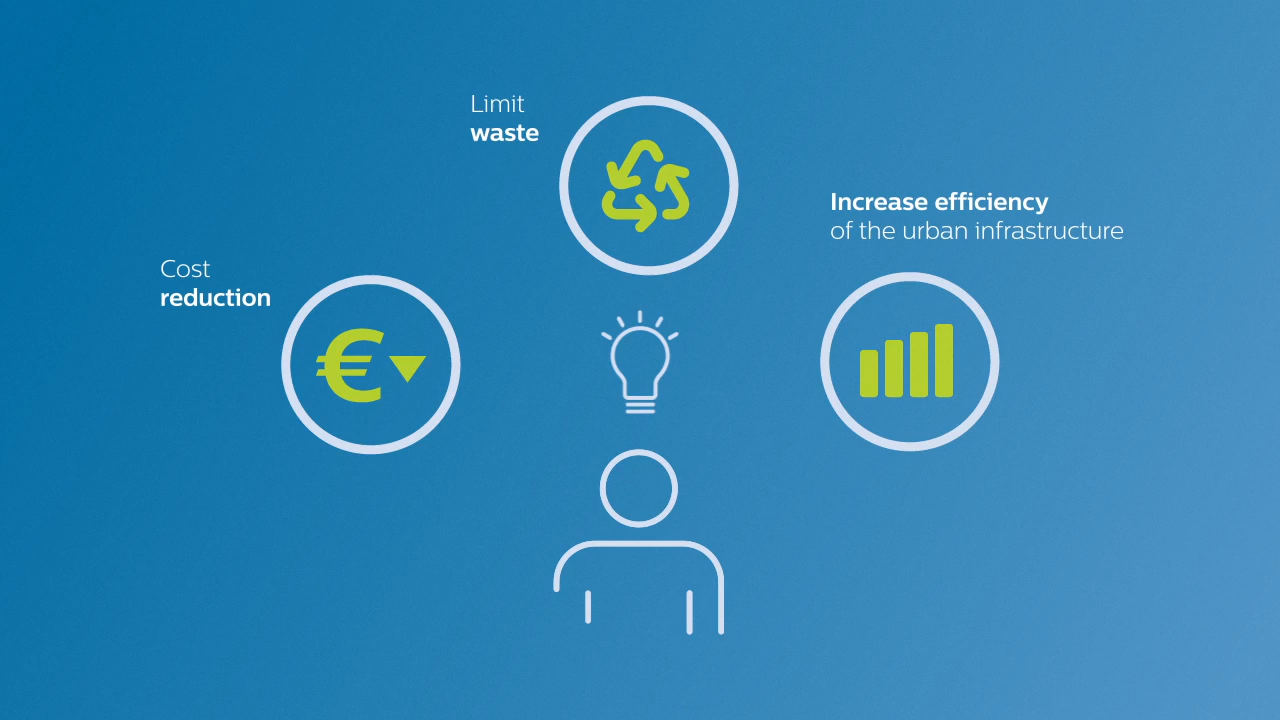 Limit
waste
Increase efficiency
of the urban infrastructure
Cost
reduction
€